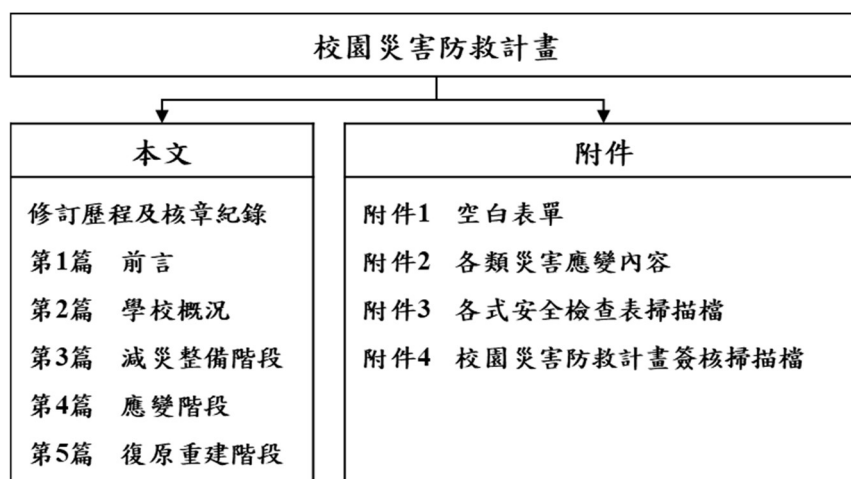 校園災害防救計畫
本文
修訂歷程及核章紀錄
第1篇 前言
第2篇 學校概況
第3篇 減災整備階段
第4篇 應變階段
第5篇 復原重建階段
附件
附件1 空白表單
附件2 各類災害應變內容
附件3 各式安全檢查表掃描檔
附件4 校園災害防救計畫簽核掃描檔